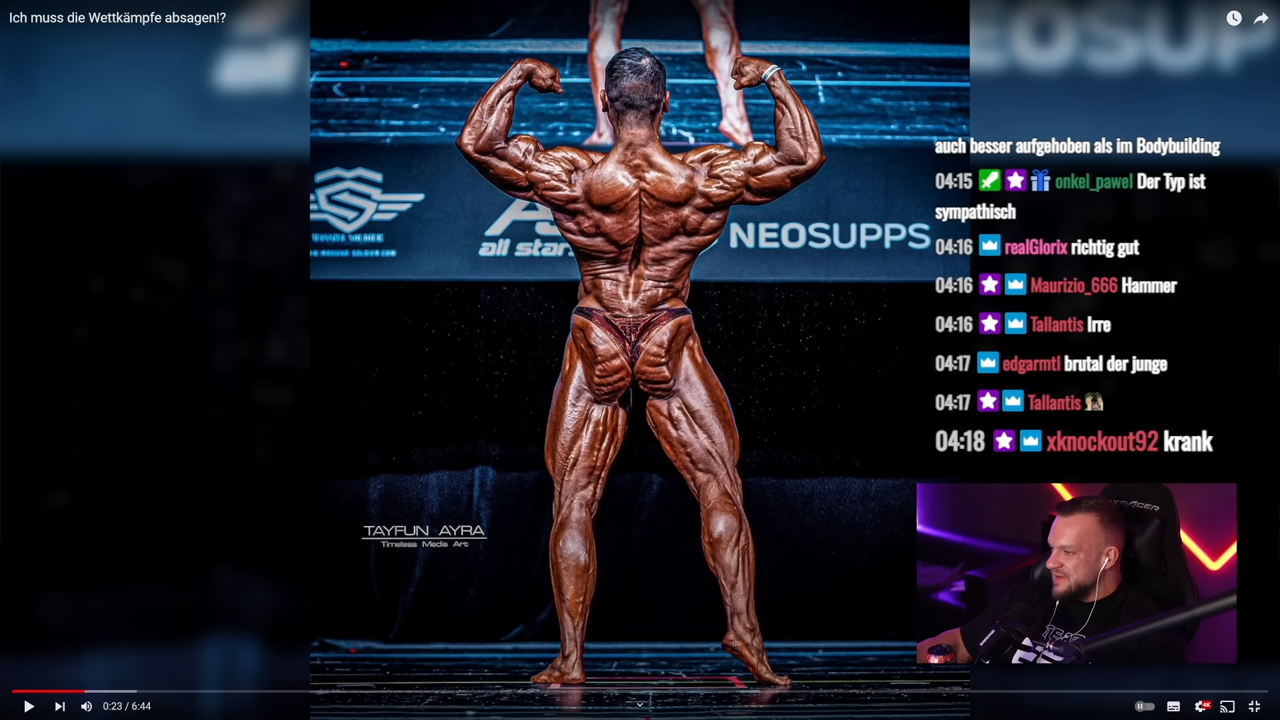 Ich muss die Wettkämpfe absagen!?
EOSUP
auch besser aufgehoben als im Bodybuilding
04:15 onkel_pawel Der Typ ist
sympathisch
04:16 realGlorix richtig gut
04:16 Maurizio_666 Hammer
04:16 Tallantis Irre
04:17 edgarmtl brutal der junge
04:17 Tallantis
04:18 xknockout92 krank
all stars
NEOSUPPS
TAYFUN AYRA
Timeless Media Art
/ 6:44
4K